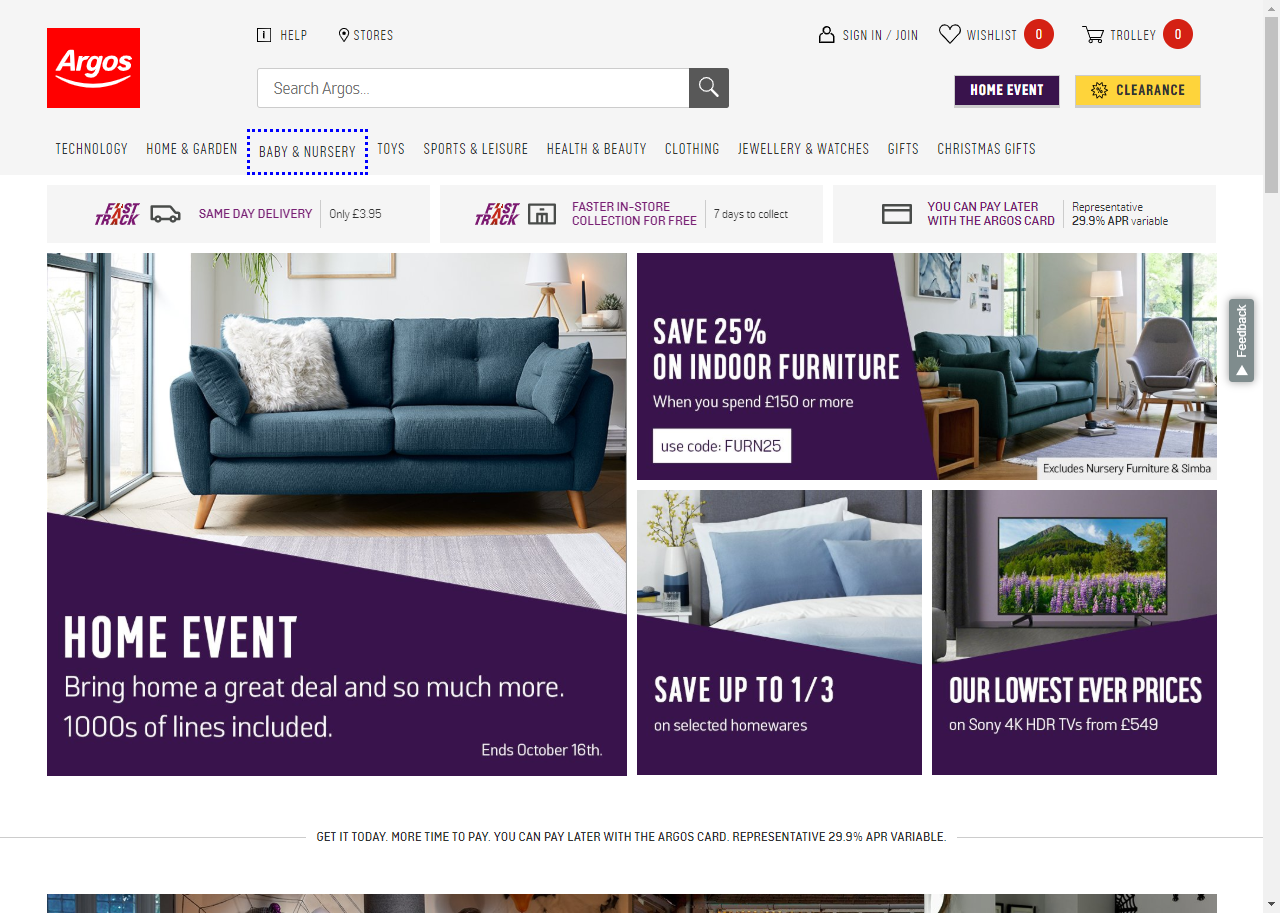 HELP
STORES
SIGN IN / JOIN
WISHLIST
0
TROLLEY
0
Argos
Search Argos...
HOME EVENT
CLEARANCE
TECHNOLOGY
HOME & GARDEN
BABY & NURSERY
TOYS
SPORTS & LEISURE
HEALTH & BEAUTY
CLOTHING
JEWELLERY & WATCHES
GIFTS
CHRISTMAS GIFTS
FAST
TRACK
SAME DAY DELIVERY
Only £3.95
FAST
TRACK
FASTER IN-STORE
COLLECTION FOR FREE
7 days to collect
YOU CAN PAY LATER
WITH THE ARGOS CARD
Representative
29.9% APR variable
HOME EVENT
Bring home a great deal and so much more.
1000s of lines included.
Ends October 16th.
SAVE 25%
ON INDOOR FURNITURE
When you spend £150 or more
use code: FURN25
Excludes Nursery Furniture & Simba
SAVE UP TO 1/3
on selected homewares
OUR LOWEST EVER PRICES
on Sony 4K HDR TVs from £549
Feedback
GET IT TODAY. MORE TIME TO PAY. YOU CAN PAY LATER WITH THE ARGOS CARD. REPRESENTATIVE 29.9% APR VARIABLE.